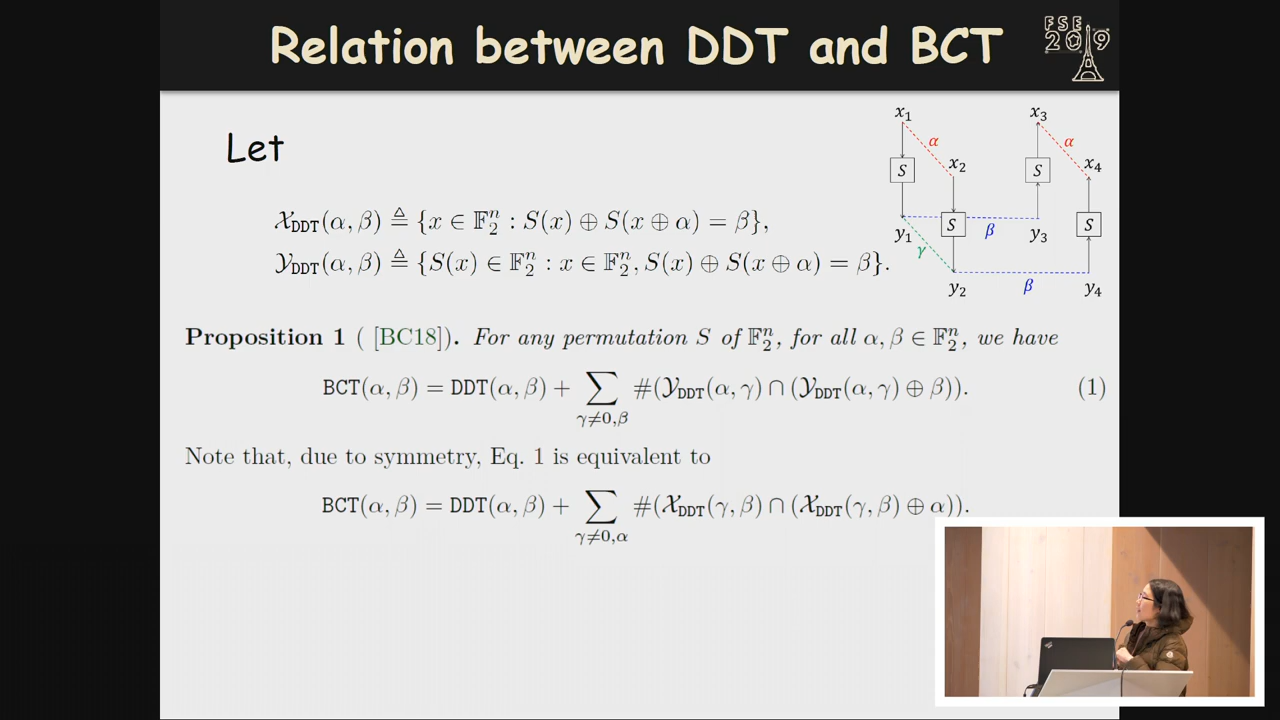 Relation between DDT and BCT
FSE
2019
Let
𝒳_DDT(α, β) ≜ {x ∈ 𝔽₂ⁿ : S(x) ⊕ S(x ⊕ α) = β},
𝒴_DDT(α, β) ≜ {S(x) ∈ 𝔽₂ⁿ : x ∈ 𝔽₂ⁿ, S(x) ⊕ S(x ⊕ α) = β}.
x₁ x₃
α α
x₂ x₄
S S
S S
y₁ β y₃
γ
β
y₂ y₄
Proposition 1 ( [BC18]). For any permutation S of 𝔽₂ⁿ, for all α, β ∈ 𝔽₂ⁿ, we have
BCT(α, β) = DDT(α, β) + ∑_{γ≠0,β} #(𝒴_DDT(α, γ) ∩ (𝒴_DDT(α, γ) ⊕ β)). (1)
Note that, due to symmetry, Eq. 1 is equivalent to
BCT(α, β) = DDT(α, β) + ∑_{γ≠0,α} #(𝒳_DDT(γ, β) ∩ (𝒳_DDT(γ, β) ⊕ α)).